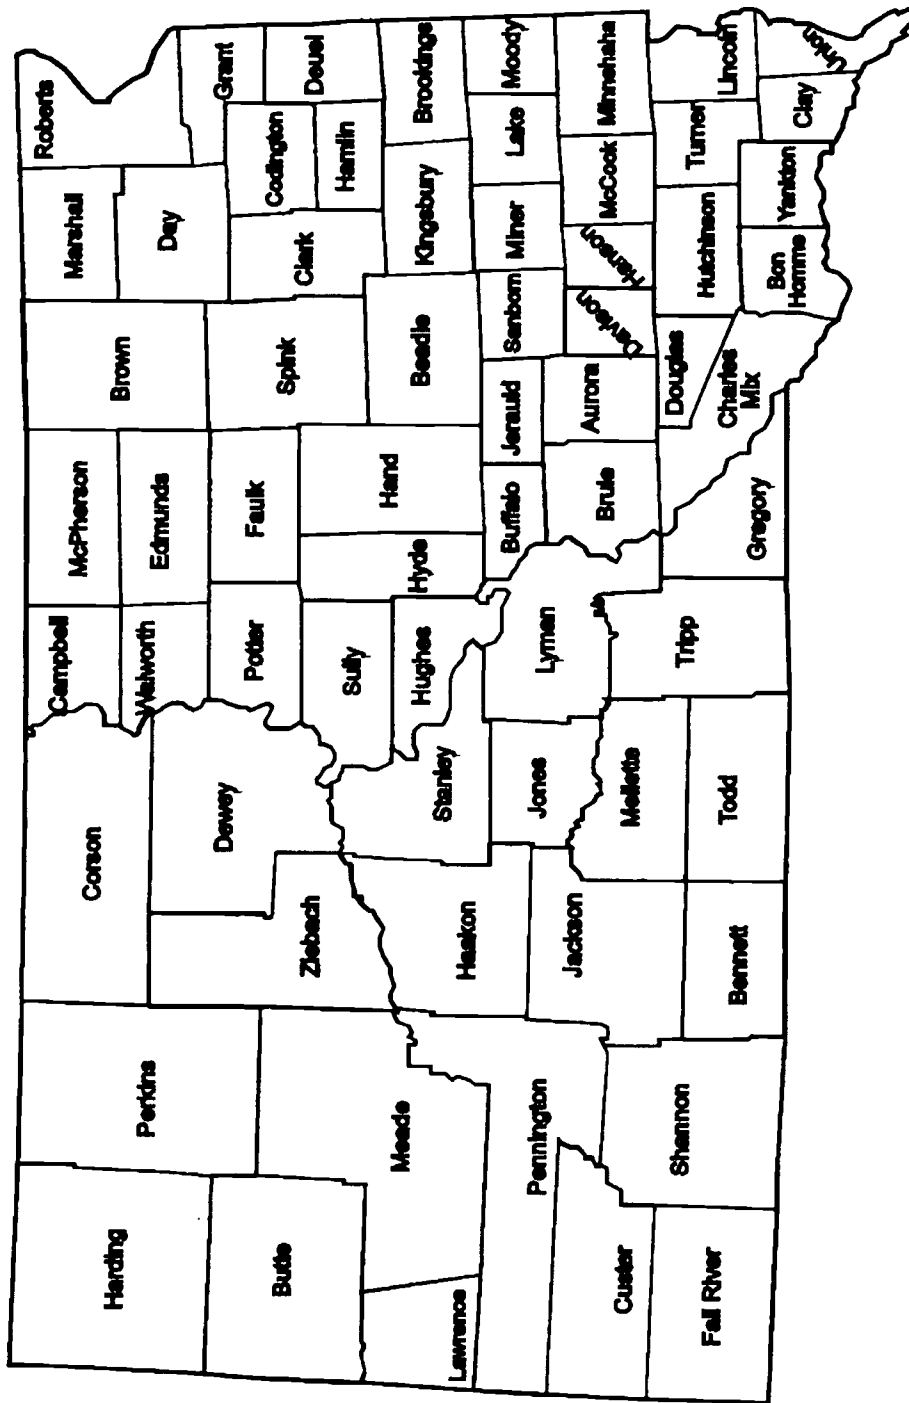 Harding
Perkins
Corson
Campbell
McPherson
Brown
Marshall
Roberts
Day
Walworth
Edmunds
Grant
Butte
Dewey
Potter
Faulk
Spink
Codington
Deuel
Clark
Hamlin
Meade
Ziebach
Sully
Hyde
Hand
Beadle
Kingsbury
Brookings
Lawrence
Haakon
Stanley
Hughes
Buffalo
Jerauld
Sanborn
Miner
Lake
Moody
Pennington
Jackson
Jones
Lyman
Brule
Aurora
Davison
Hanson
McCook
Minnehaha
Custer
Mellette
Douglas
Hutchinson
Turner
Lincoln
Fall River
Shannon
Bennett
Todd
Tripp
Gregory
Charles
Mix
Bon
Homme
Yankton
Clay
Union